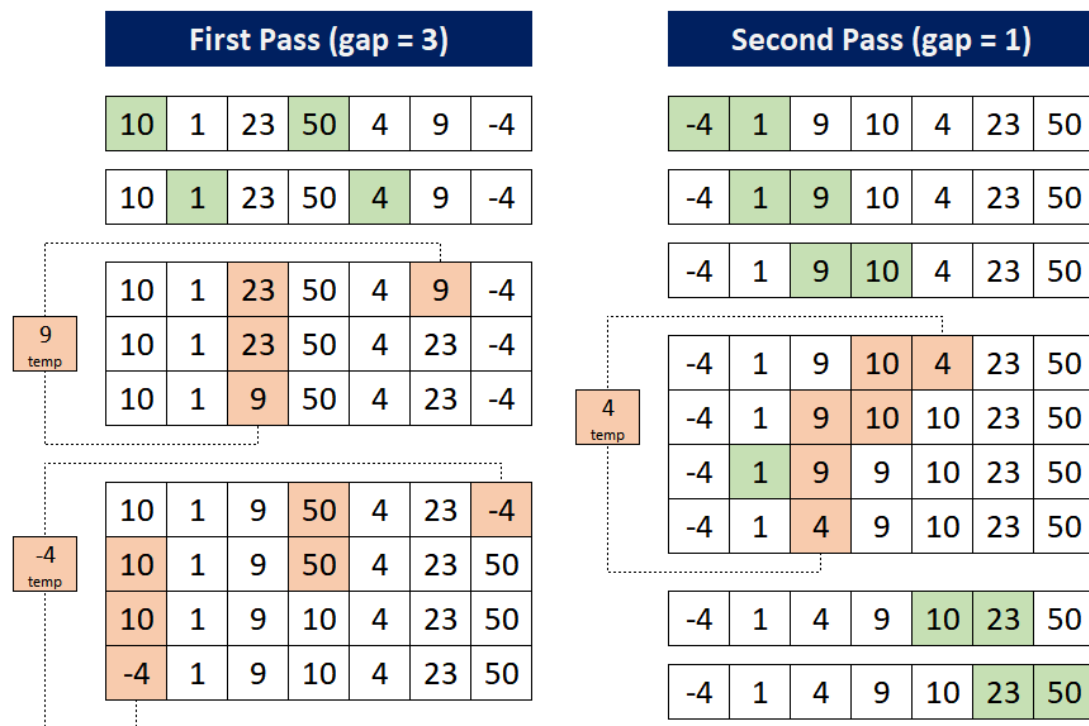 First Pass (gap = 3)
10 1 23 50 4 9 -4
10 1 23 50 4 9 -4
10 1 23 50 4 9 -4
9
temp
10 1 23 50 4 23 -4
10 1 9 50 4 23 -4
10 1 9 50 4 23 -4
-4
temp
10 1 9 50 4 23 50
10 1 9 10 4 23 50
-4 1 9 10 4 23 50
Second Pass (gap = 1)
-4 1 9 10 4 23 50
-4 1 9 10 4 23 50
-4 1 9 10 4 23 50
-4 1 9 10 4 23 50
4
temp
-4 1 9 10 10 23 50
-4 1 9 9 10 23 50
-4 1 4 9 10 23 50
-4 1 4 9 10 23 50
-4 1 4 9 10 23 50